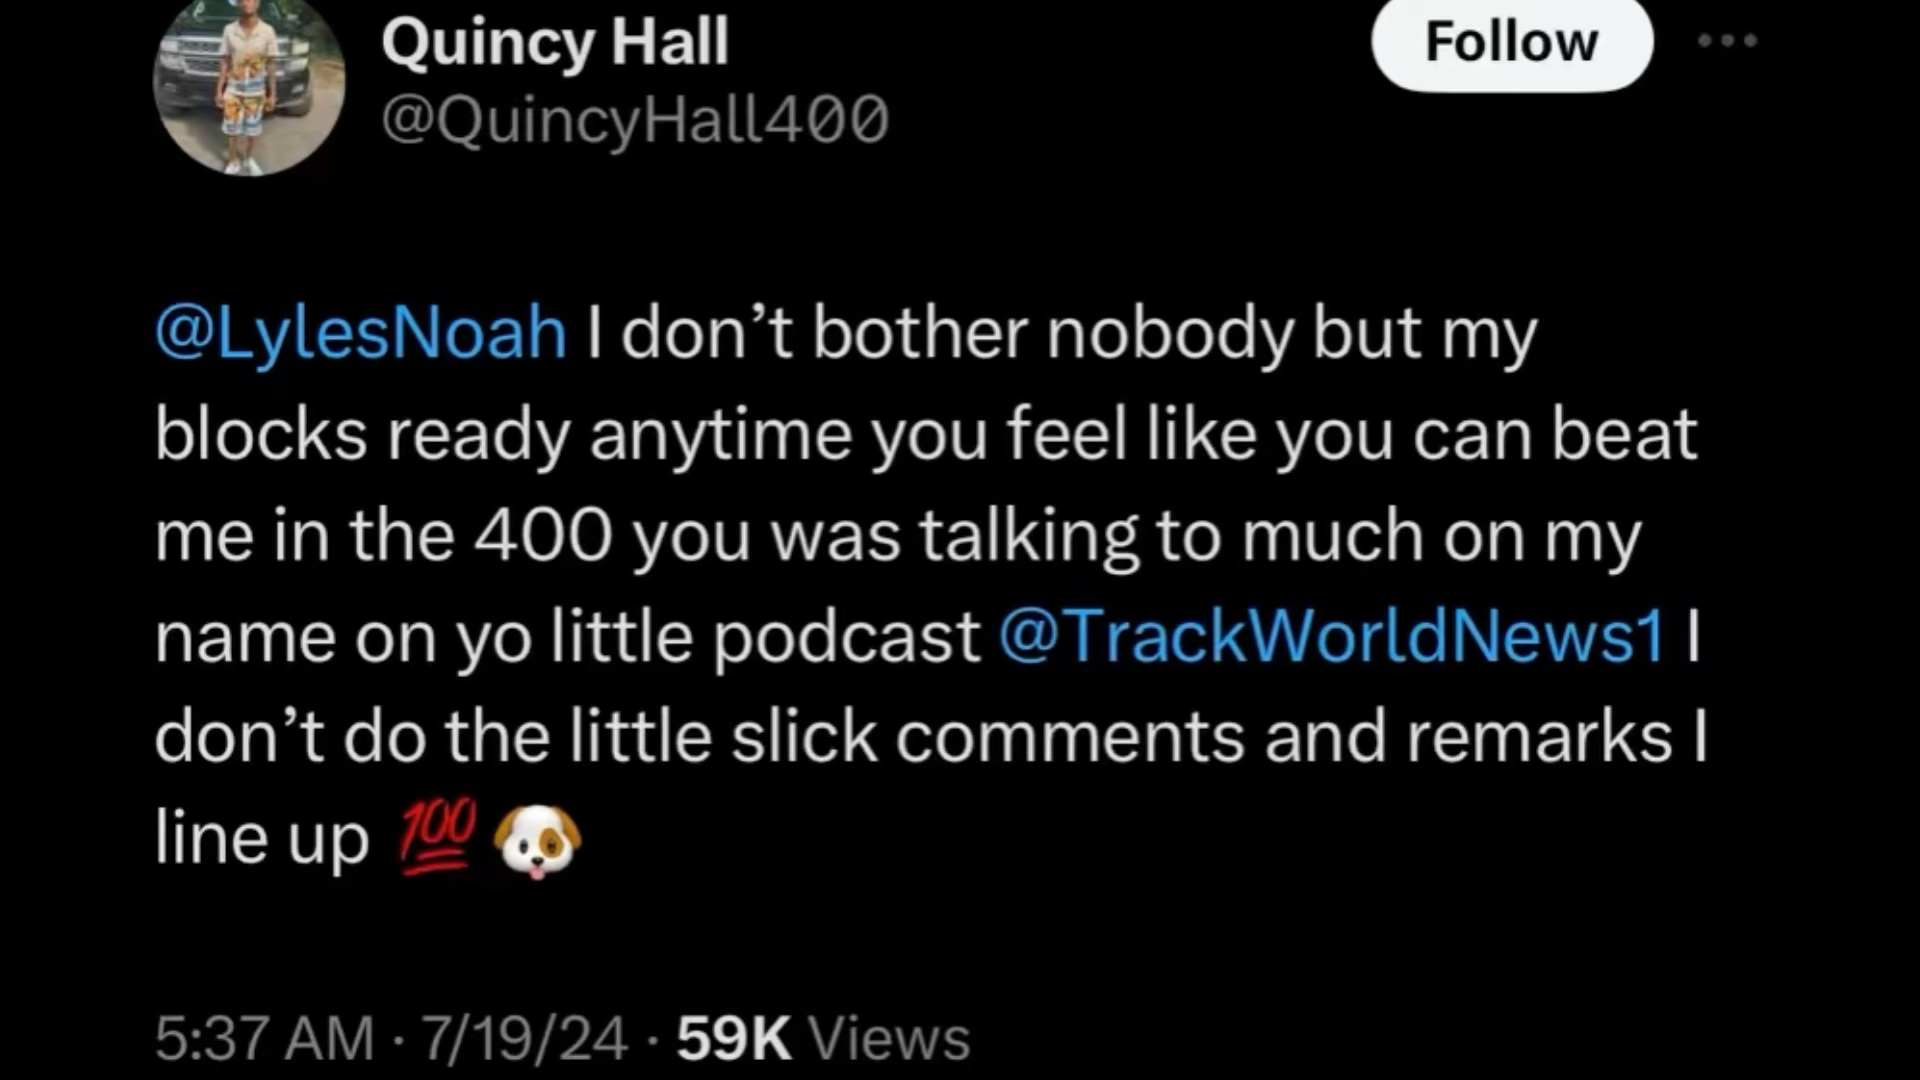 Quincy Hall
Follow
@QuincyHall400
@LylesNoah I don’t bother nobody but my
blocks ready anytime you feel like you can beat
me in the 400 you was talking to much on my
name on yo little podcast @TrackWorldNews1 I
don’t do the little slick comments and remarks I
line up 💯🐶
5:37 AM · 7/19/24 · 59K Views